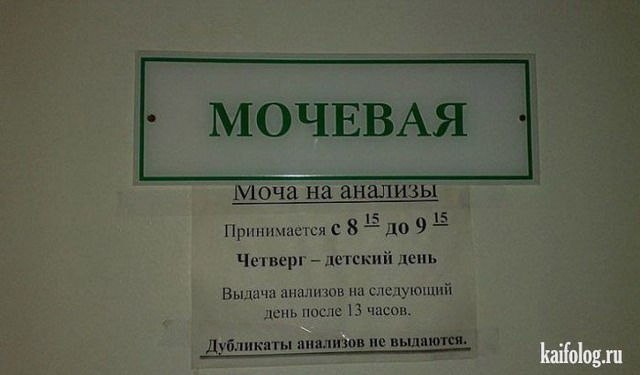 МОЧЕВАЯ
Моча на анализы
Принимается с 8 15 до 9 15
Четверг – детский день
Выдача анализов на следующий
день после 13 часов.
Дубликаты анализов не выдаются.
kaifolog.ru